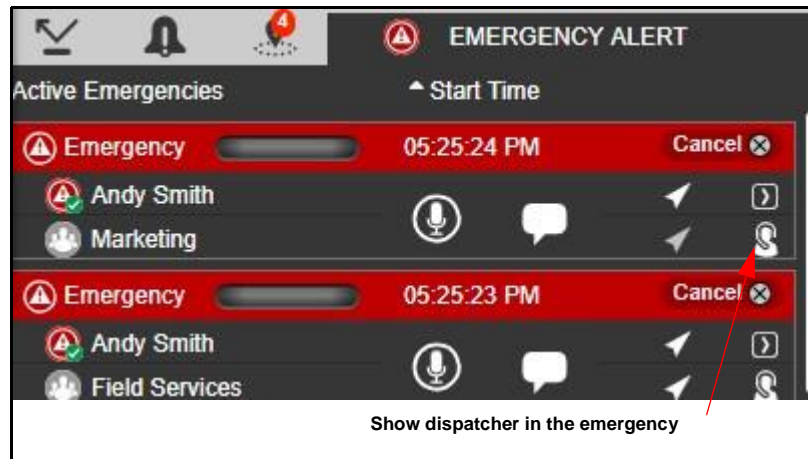 4
EMERGENCY ALERT
Active Emergencies Start Time
Emergency 05:25:24 PM Cancel
Andy Smith
Marketing
Emergency 05:25:23 PM Cancel
Andy Smith
Field Services
Show dispatcher in the emergency